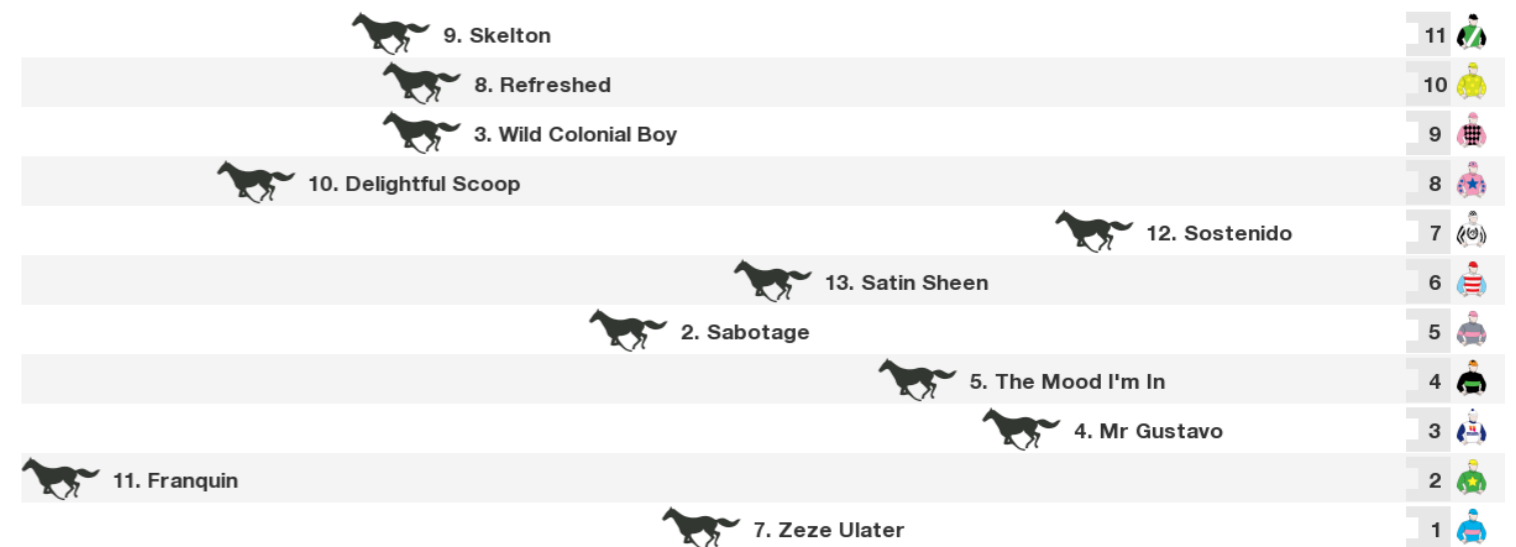 9. Skelton 11
8. Refreshed 10
3. Wild Colonial Boy 9
10. Delightful Scoop 8
12. Sostenido 7
13. Satin Sheen 6
2. Sabotage 5
5. The Mood I'm In 4
4. Mr Gustavo 3
11. Franquin 2
7. Zeze Ulater 1